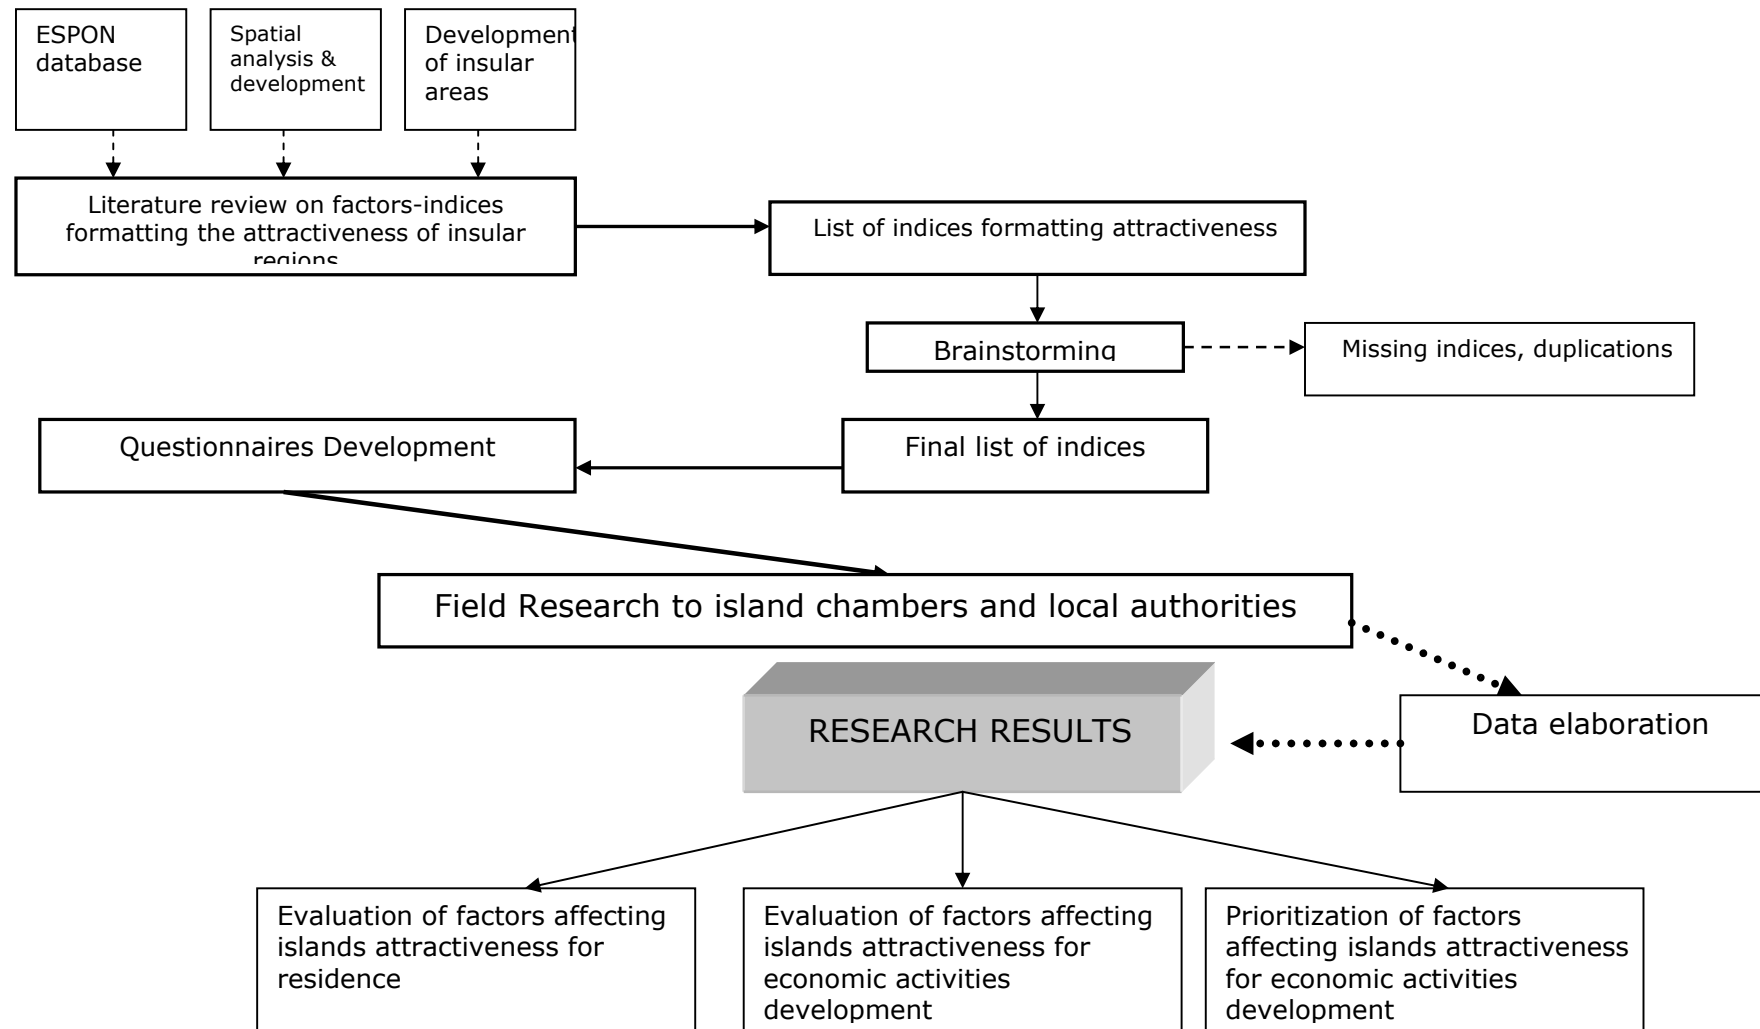 ESPON
database
Spatial
analysis &
development
Development
of insular
areas
Literature review on factors-indices
formatting the attractiveness of insular
regions
List of indices formatting attractiveness
Brainstorming
Missing indices, duplications
Questionnaires Development
Final list of indices
Field Research to island chambers and local authorities
RESEARCH RESULTS
Data elaboration
Evaluation of factors affecting
islands attractiveness for
residence
Evaluation of factors affecting
islands attractiveness for
economic activities
development
Prioritization of factors
affecting islands attractiveness
for economic activities
development